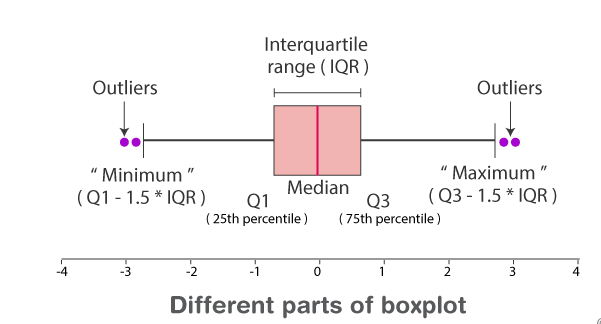 Interquartile
range ( IQR )
Outliers
Outliers
“ Minimum ”
( Q1 - 1.5 * IQR )
“ Maximum ”
( Q3 - 1.5 * IQR )
Median
Q1
( 25th percentile )
Q3
( 75th percentile )
-4 -3 -2 -1 0 1 2 3 4
Different parts of boxplot